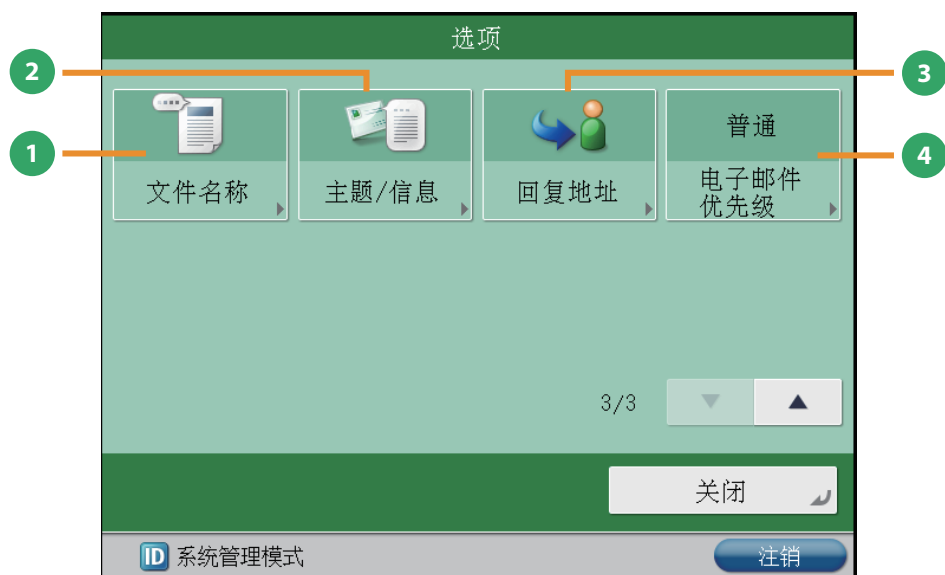 选项
2
3
1
4
普通
文件名称
主题/信息
回复地址
电子邮件
优先级
3/3
关闭
ID 系统管理模式
注销